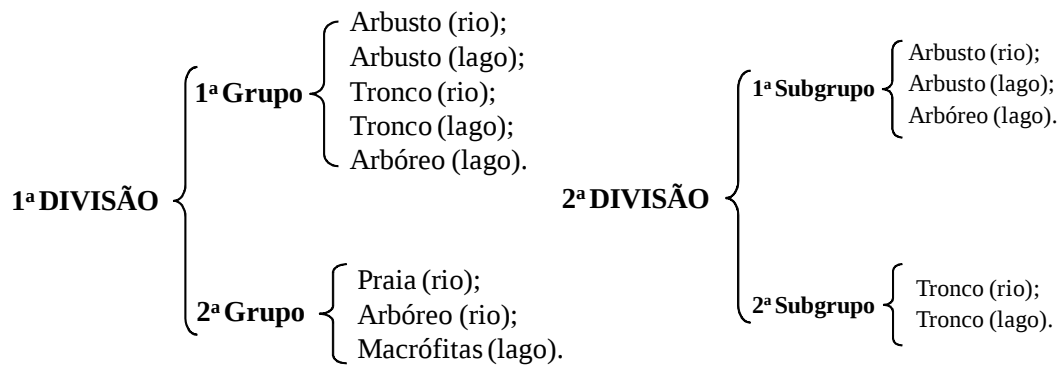 1ª DIVISÃO
1ª Grupo
Arbusto (rio);
Arbusto (lago);
Tronco (rio);
Tronco (lago);
Arbóreo (lago).
2ª Grupo
Praia (rio);
Arbóreo (rio);
Macrófitas (lago).
2ª DIVISÃO
1ª Subgrupo
Arbusto (rio);
Arbusto (lago);
Arbóreo (lago).
2ª Subgrupo
Tronco (rio);
Tronco (lago).